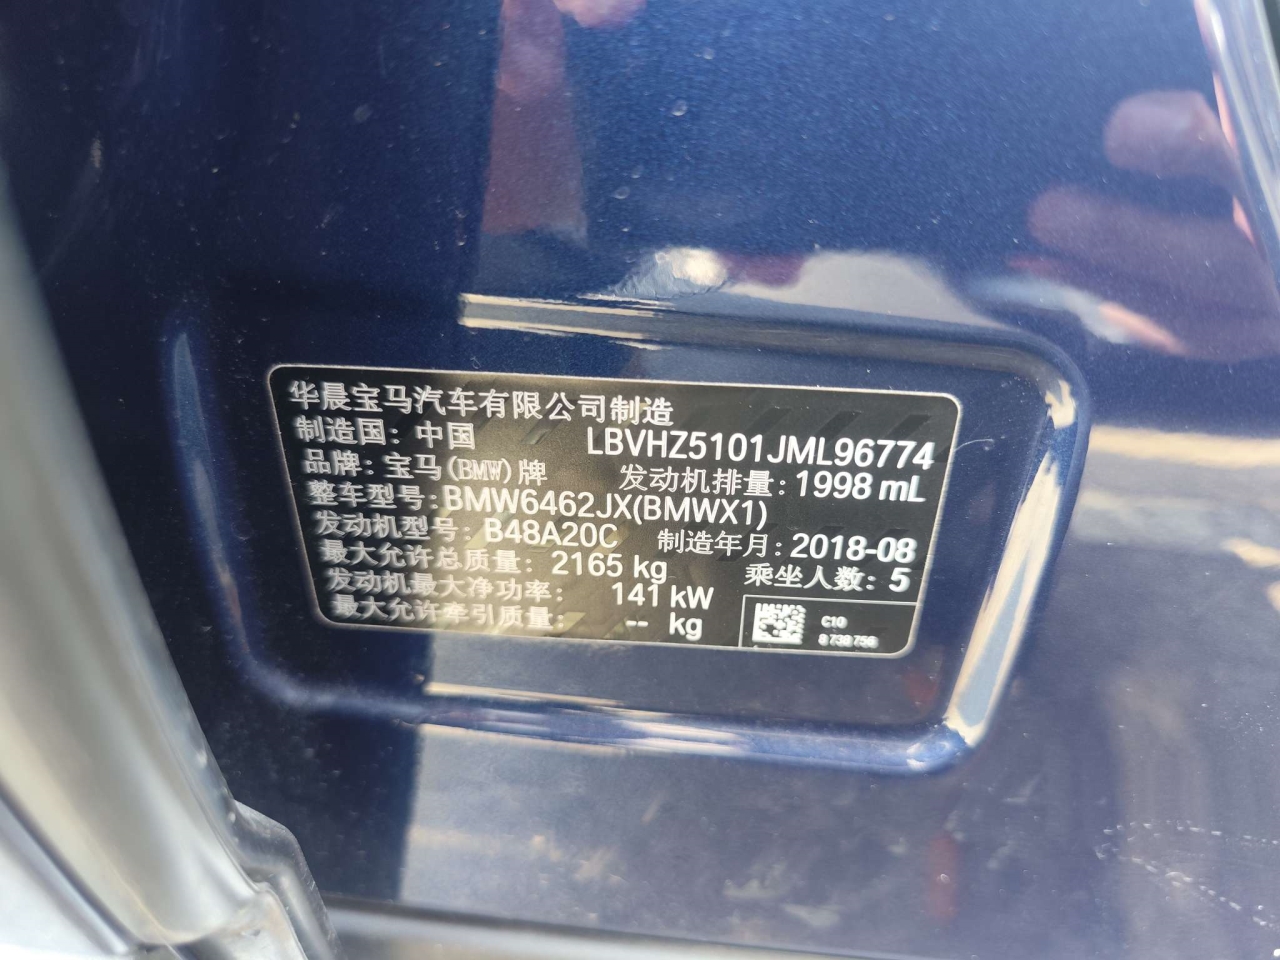 华晨宝马汽车有限公司制造
制造国：中国 LBVHZ5101JML96774
品牌：宝马(BMW)牌 发动机排量：1998 mL
整车型号：BMW6462JX(BMWX1)
发动机型号：B48A20C 制造年月：2018-08
最大允许总质量：2165 kg 乘坐人数：5
发动机最大净功率：141 kW
最大允许牵引质量：-- kg
C10
8738756